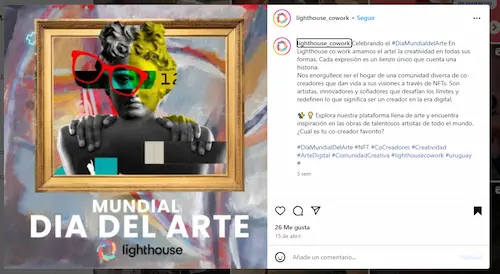 lighthouse_cowork • Seguir
lighthouse_cowork Celebrando el #DíaMundialdelArte En
Lighthouse co work amamos el arte! la creatividad en todas sus
formas. Cada expresión es un lienzo único que cuenta una
historia.
Nos enorgullece ser el hogar de una comunidad diversa de co-
creadores que dan vida a sus visiones a través de NFTs. Son
artistas, innovadores y soñadores que desafían los límites y
redefinen lo que significa ser un creador en la era digital.
Explora nuestra plataforma llena de arte y encuentra
inspiración en las obras de talentosos artistas de todo el mundo.
¿Cuál es tu co-creador favorito?
#DíaMundialDelArte #NFT #CoCreadores #Creatividad
#ArteDigital #ComunidadCreativa #lighthousecowork #uruguay
#
5 sem
12
MUNDIAL
DIA DEL ARTE
lighthouse
26 Me gusta
15 de abril
Añade un comentario...